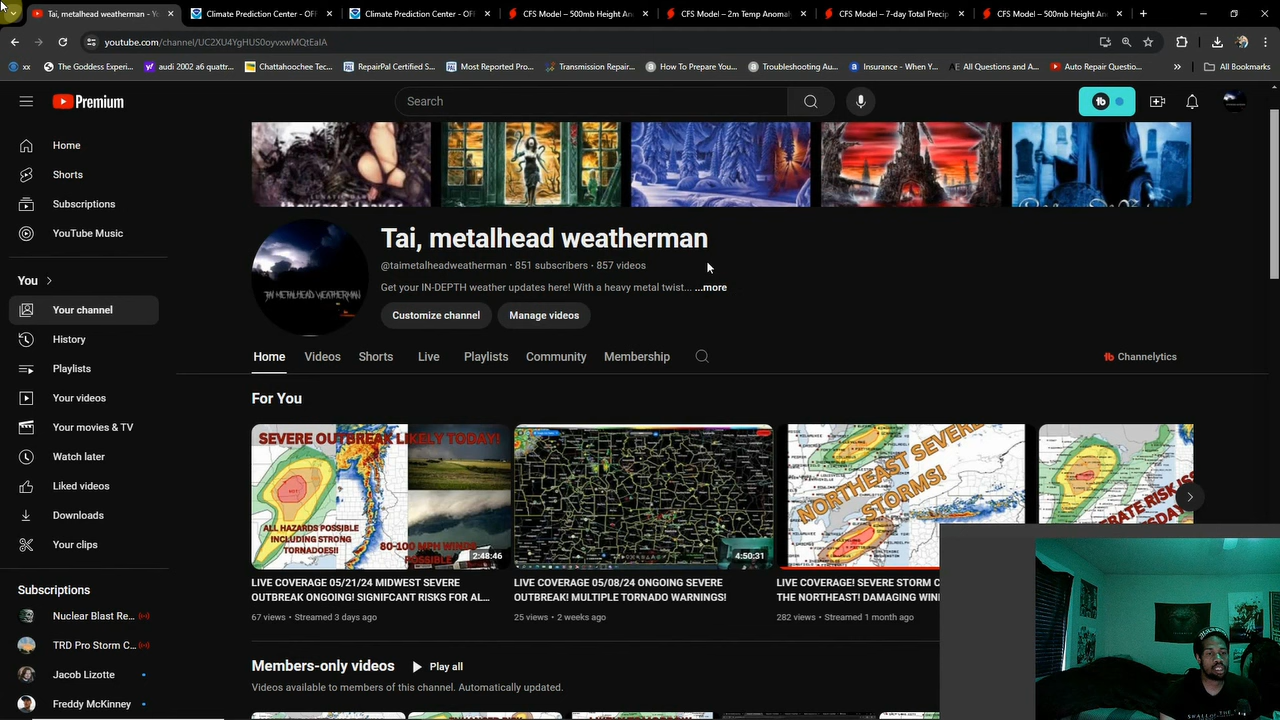 Tai, metalhead weatherman - Yo
Climate Prediction Center - OFI
Climate Prediction Center - OFI
CFS Model – 500mb Height An
CFS Model – 2m Temp Anomal
CFS Model – 7-day Total Precip
CFS Model – 500mb Height An
youtube.com/channel/UC2XU4YgHUS0oyvxwMQtEaIA
xx
The Goddess Experi...
audi 2002 a6 quattr...
Chattahoochee Tec...
RepairPal Certified S...
Most Reported Pro...
Transmission Repair...
How To Prepare You...
Troubleshooting Au...
Insurance - When Y...
All Questions and A...
Auto Repair Questio...
All Bookmarks
Premium
Search
Home
Shorts
Subscriptions
YouTube Music
You
Your channel
History
Playlists
Your videos
Your movies & TV
Watch later
Liked videos
Downloads
Your clips
Subscriptions
Nuclear Blast Re...
TRD Pro Storm C...
Jacob Lizotte
Freddy McKinney
Tai, metalhead weatherman
@taimetalheadweatherman · 851 subscribers · 857 videos
Get your IN-DEPTH weather updates here! With a heavy metal twist... ...more
Customize channel
Manage videos
TAI METALHEAD WEATHERMAN
Home Videos Shorts Live Playlists Community Membership
Channelytics
For You
SEVERE OUTBREAK LIKELY TODAY!
ALL HAZARDS POSSIBLE
INCLUDING STRONG
TORNADOES!!
80-100 MPH WINDS
POSSIBLE
2:48:46
4:50:31
NORTHEAST SEVERE
STORMS!
LIVE COVERAGE 05/21/24 MIDWEST SEVERE
OUTBREAK ONGOING! SIGNIFCANT RISKS FOR AL...
67 views · Streamed 3 days ago
LIVE COVERAGE 05/08/24 ONGOING SEVERE
OUTBREAK! MULTIPLE TORNADO WARNINGS!
25 views · 2 weeks ago
LIVE COVERAGE! SEVERE STORM C
THE NORTHEAST! DAMAGING WIN
282 views · Streamed 1 month ago
Members-only videos
Play all
Videos available to members of this channel. Automatically updated.